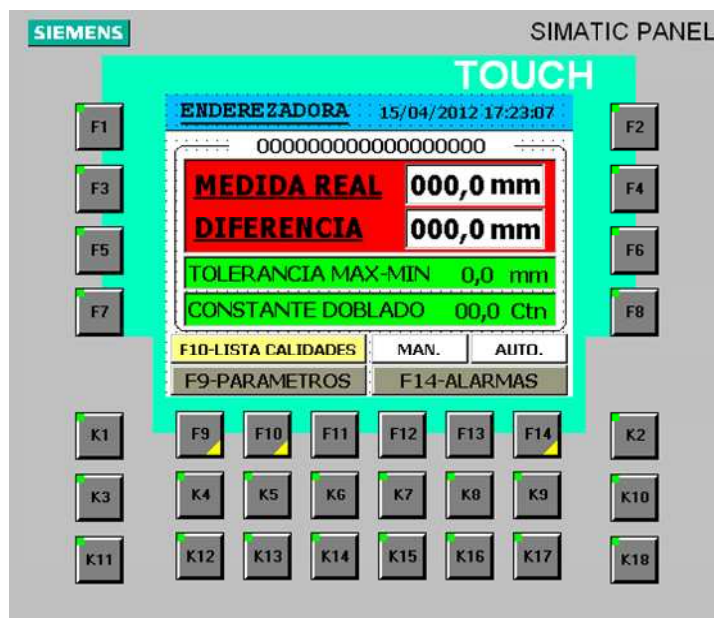 SIEMENS
SIMATIC PANEL
TOUCH
ENDEREZADORA 15/04/2012 17:23:07
0000000000000000000
MEDIDA REAL 000,0 mm
DIFERENCIA 000,0 mm
TOLERANCIA MAX-MIN 0,0 mm
CONSTANTE DOBLADO 00,0 Ctn
F10-LISTA CALIDADES MAN. AUTO.
F9-PARAMETROS F14-ALARMAS
F1 F2
F3 F4
F5 F6
F7 F8
K1 F9 F10 F11 F12 F13 F14 K2
K3 K4 K5 K6 K7 K8 K9 K10
K11 K12 K13 K14 K15 K16 K17 K18